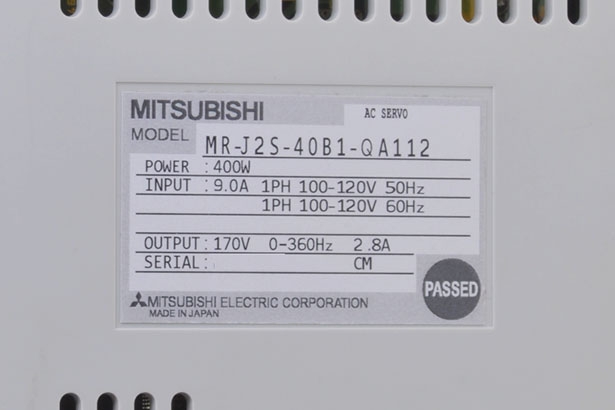 MITSUBISHI
AC SERVO
MODEL MR-J2S-40B1-QA112
POWER : 400W
INPUT : 9.0A 1PH 100-120V 50Hz
1PH 100-120V 60Hz
OUTPUT : 170V 0-360Hz 2.8A
SERIAL : CM
PASSED
MITSUBISHI ELECTRIC CORPORATION
MADE IN JAPAN